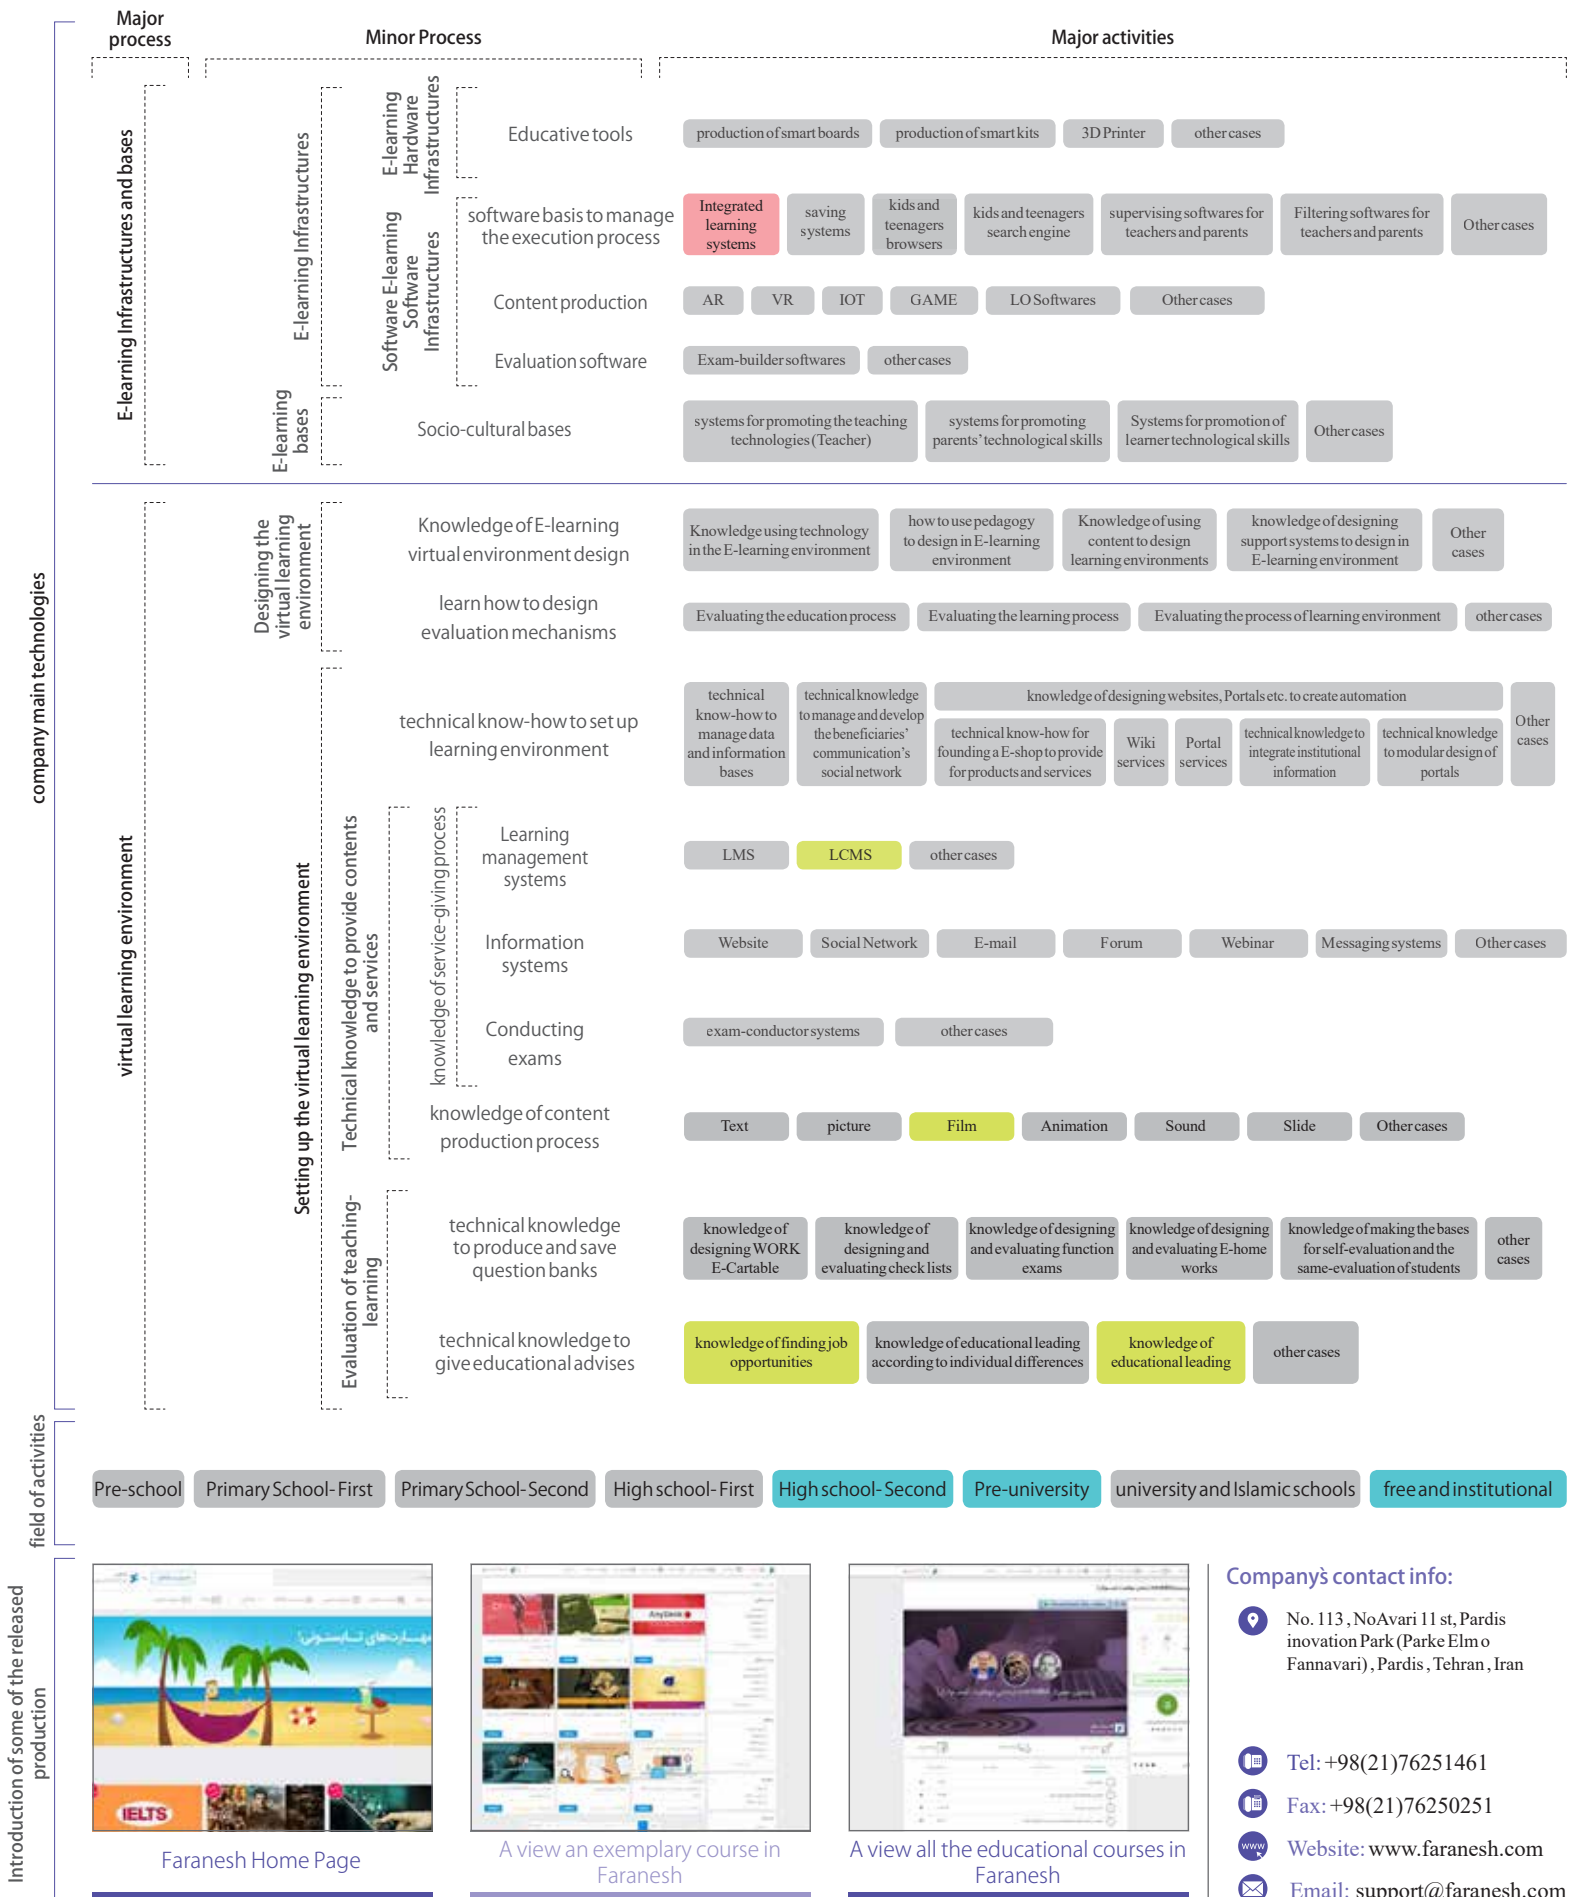 Major
process
Minor Process
Major activities
company main technologies
E-learning Infrastructures and bases
E-learning Infrastructures
E-learning
Hardware
Infrastructures
Educative tools
production of smart boards
production of smart kits
3D Printer
other cases
Software E-learning
Software
Infrastructures
software basis to manage
the execution process
Integrated
learning
systems
saving
systems
kids and
teenagers
browsers
kids and teenagers
search engine
supervising softwares for
teachers and parents
Filtering softwares for
teachers and parents
Other cases
Content production
AR
VR
IOT
GAME
LO Softwares
Other cases
Evaluation software
Exam-builder softwares
other cases
E-learning
bases
Socio-cultural bases
systems for promoting the teaching
technologies (Teacher)
systems for promoting
parents' technological skills
Systems for promotion of
learner technological skills
Other cases
virtual learning environment
Designing the
virtual learning
environment
Knowledge of E-learning
virtual environment design
Knowledge using technology
in the E-learning environment
how to use pedagogy
to design in E-learning
environment
Knowledge of using
content to design
learning environments
knowledge of designing
support systems to design in
E-learning environment
Other
cases
learn how to design
evaluation mechanisms
Evaluating the education process
Evaluating the learning process
Evaluating the process of learning environment
other cases
Setting up the virtual learning environment
technical know-how to set up
learning environment
technical
know-how to
manage data
and information
bases
technical knowledge
to manage and develop
the beneficiaries'
communication's
social network
knowledge of designing websites, Portals etc. to create automation
technical know-how for
founding a E-shop to provide
for products and services
Wiki
services
Portal
services
technical knowledge to
integrate institutional
information
technical knowledge
to modular design of
portals
Other
cases
Technical knowledge to provide contents
and services
knowledge of service-giving process
Learning
management
systems
LMS
LCMS
other cases
Information
systems
Website
Social Network
E-mail
Forum
Webinar
Messaging systems
Other cases
Conducting
exams
exam-conductor systems
other cases
knowledge of content
production process
Text
picture
Film
Animation
Sound
Slide
Other cases
Evaluation of teaching-
learning
technical knowledge
to produce and save
question banks
knowledge of
designing WORK
E-Cartable
knowledge of
designing and
evaluating check lists
knowledge of designing
and evaluating function
exams
knowledge of designing
and evaluating E-home
works
knowledge of making the bases
for self-evaluation and the
same-evaluation of students
other
cases
technical knowledge to
give educational advises
knowledge of finding job
opportunities
knowledge of educational leading
according to individual differences
knowledge of
educational leading
other cases
field of activities
Pre-school
Primary School- First
Primary School- Second
High school- First
High school- Second
Pre-university
university and Islamic schools
free and institutional
Introduction of some of the released
production
مهارت‌های تابستونی!
IELTS
Faranesh Home Page
AnyDesk
A view an exemplary course in
Faranesh
A view all the educational courses in
Faranesh
Company's contact info:
No. 113 , NoAvari 11 st, Pardis
inovation Park (Parke Elm o
Fannavari) , Pardis , Tehran , Iran
Tel: +98(21)76251461
Fax: +98(21)76250251
www
Website: www.faranesh.com
Email: support@faranesh.com